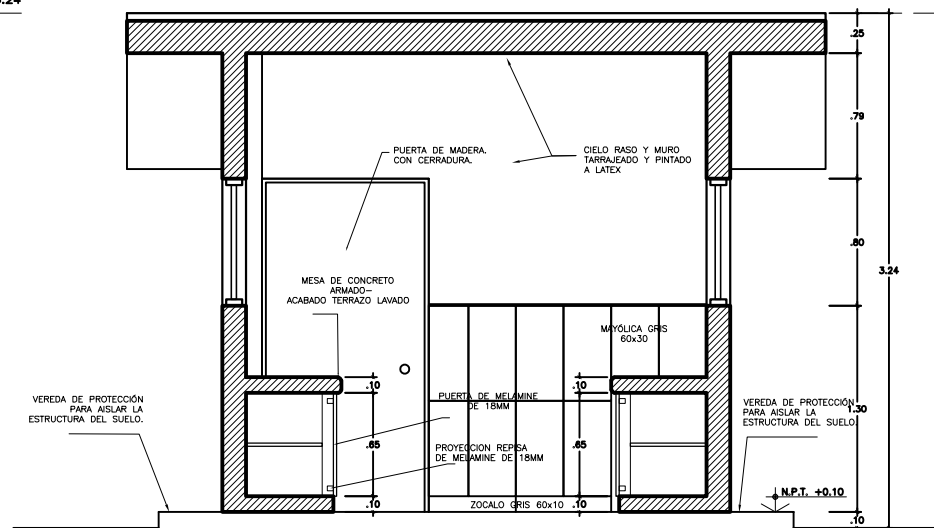 3.24
.25
.79
PUERTA DE MADERA.
CON CERRADURA.
CIELO RASO Y MURO
TARRAJEADO Y PINTADO
A LATEX
.80
3.24
MESA DE CONCRETO
ARMADO-
ACABADO TERRAZO LAVADO
MAYÓLICA GRIS
60x30
.10
.10
PUERTA DE MELAMINE
DE 18MM
VEREDA DE PROTECCIÓN
PARA AISLAR LA
ESTRUCTURA DEL SUELO.
VEREDA DE PROTECCIÓN
PARA AISLAR LA
ESTRUCTURA DEL SUELO.
1.30
.65
.65
PROYECCION REPISA
DE MELAMINE DE 18MM
N.P.T. +0.10
.10
ZOCALO GRIS 60x10
.10
.10